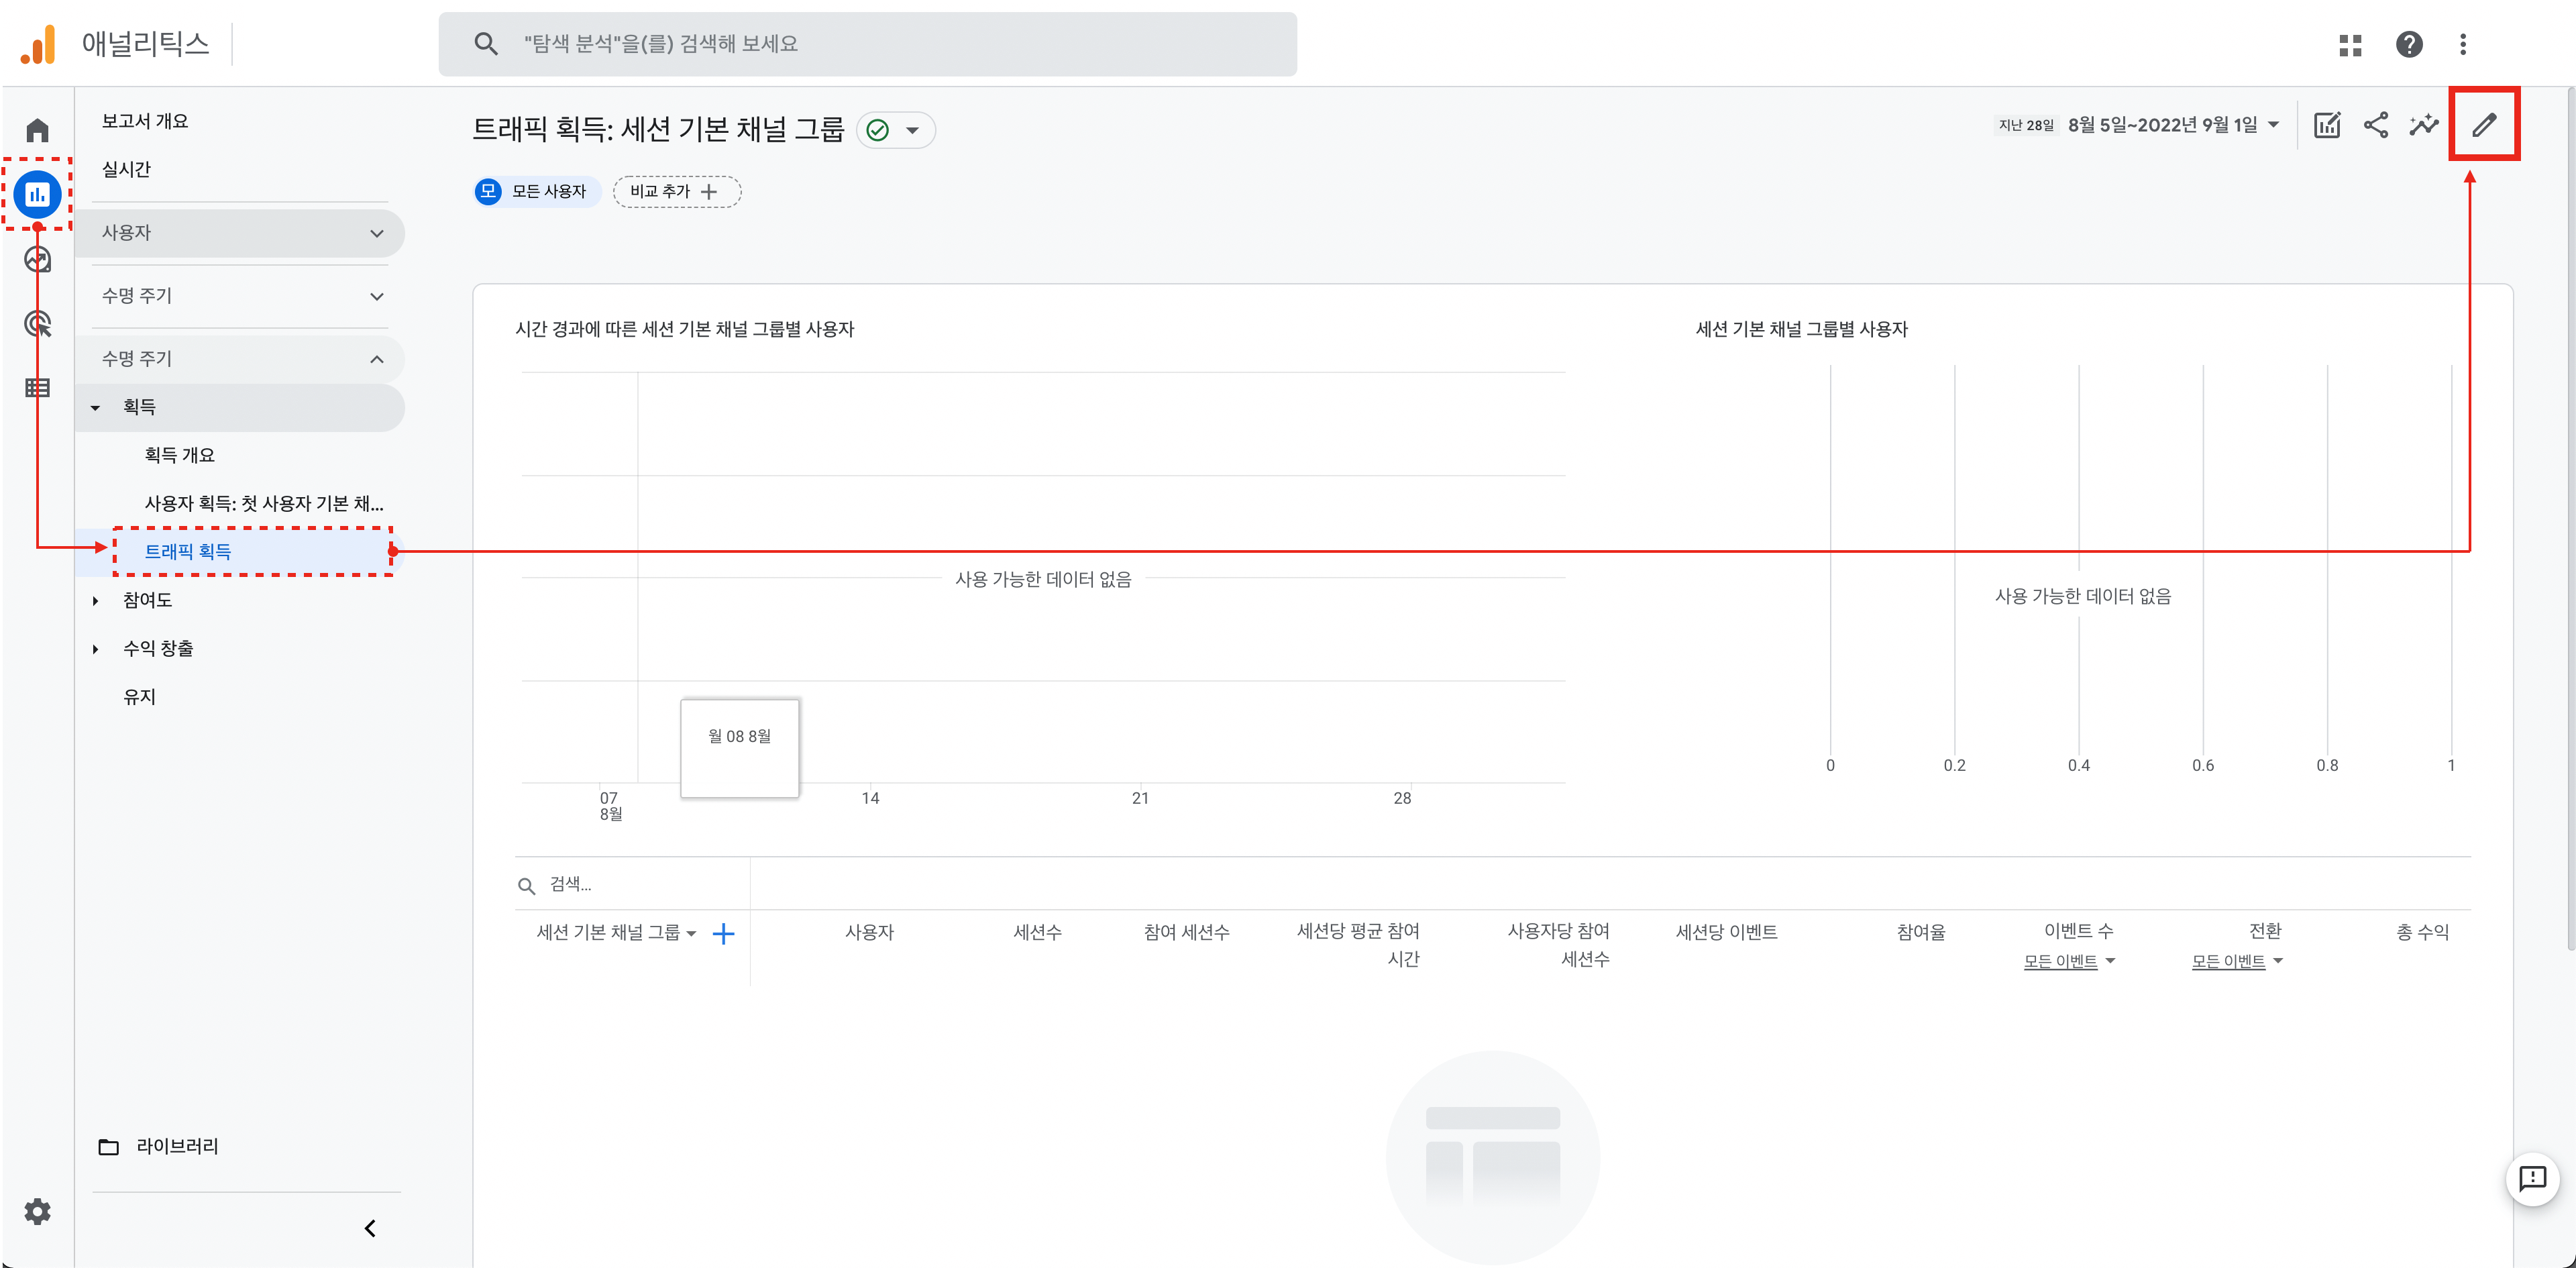 애널리틱스
"탐색 분석"을(를) 검색해 보세요
보고서 개요
실시간
사용자
수명 주기
수명 주기
획득
획득 개요
사용자 획득: 첫 사용자 기본 채...
트래픽 획득
참여도
수익 창출
유지
라이브러리
트래픽 획득: 세션 기본 채널 그룹
지난 28일 8월 5일~2022년 9월 1일
모 모든 사용자
비교 추가
시간 경과에 따른 세션 기본 채널 그룹별 사용자
사용 가능한 데이터 없음
월 08 8월
07 14 21 28
8월
세션 기본 채널 그룹별 사용자
사용 가능한 데이터 없음
0 0.2 0.4 0.6 0.8 1
검색...
세션 기본 채널 그룹
사용자
세션수
참여 세션수
세션당 평균 참여
시간
사용자당 참여
세션수
세션당 이벤트
참여율
이벤트 수
모든 이벤트
전환
모든 이벤트
총 수익